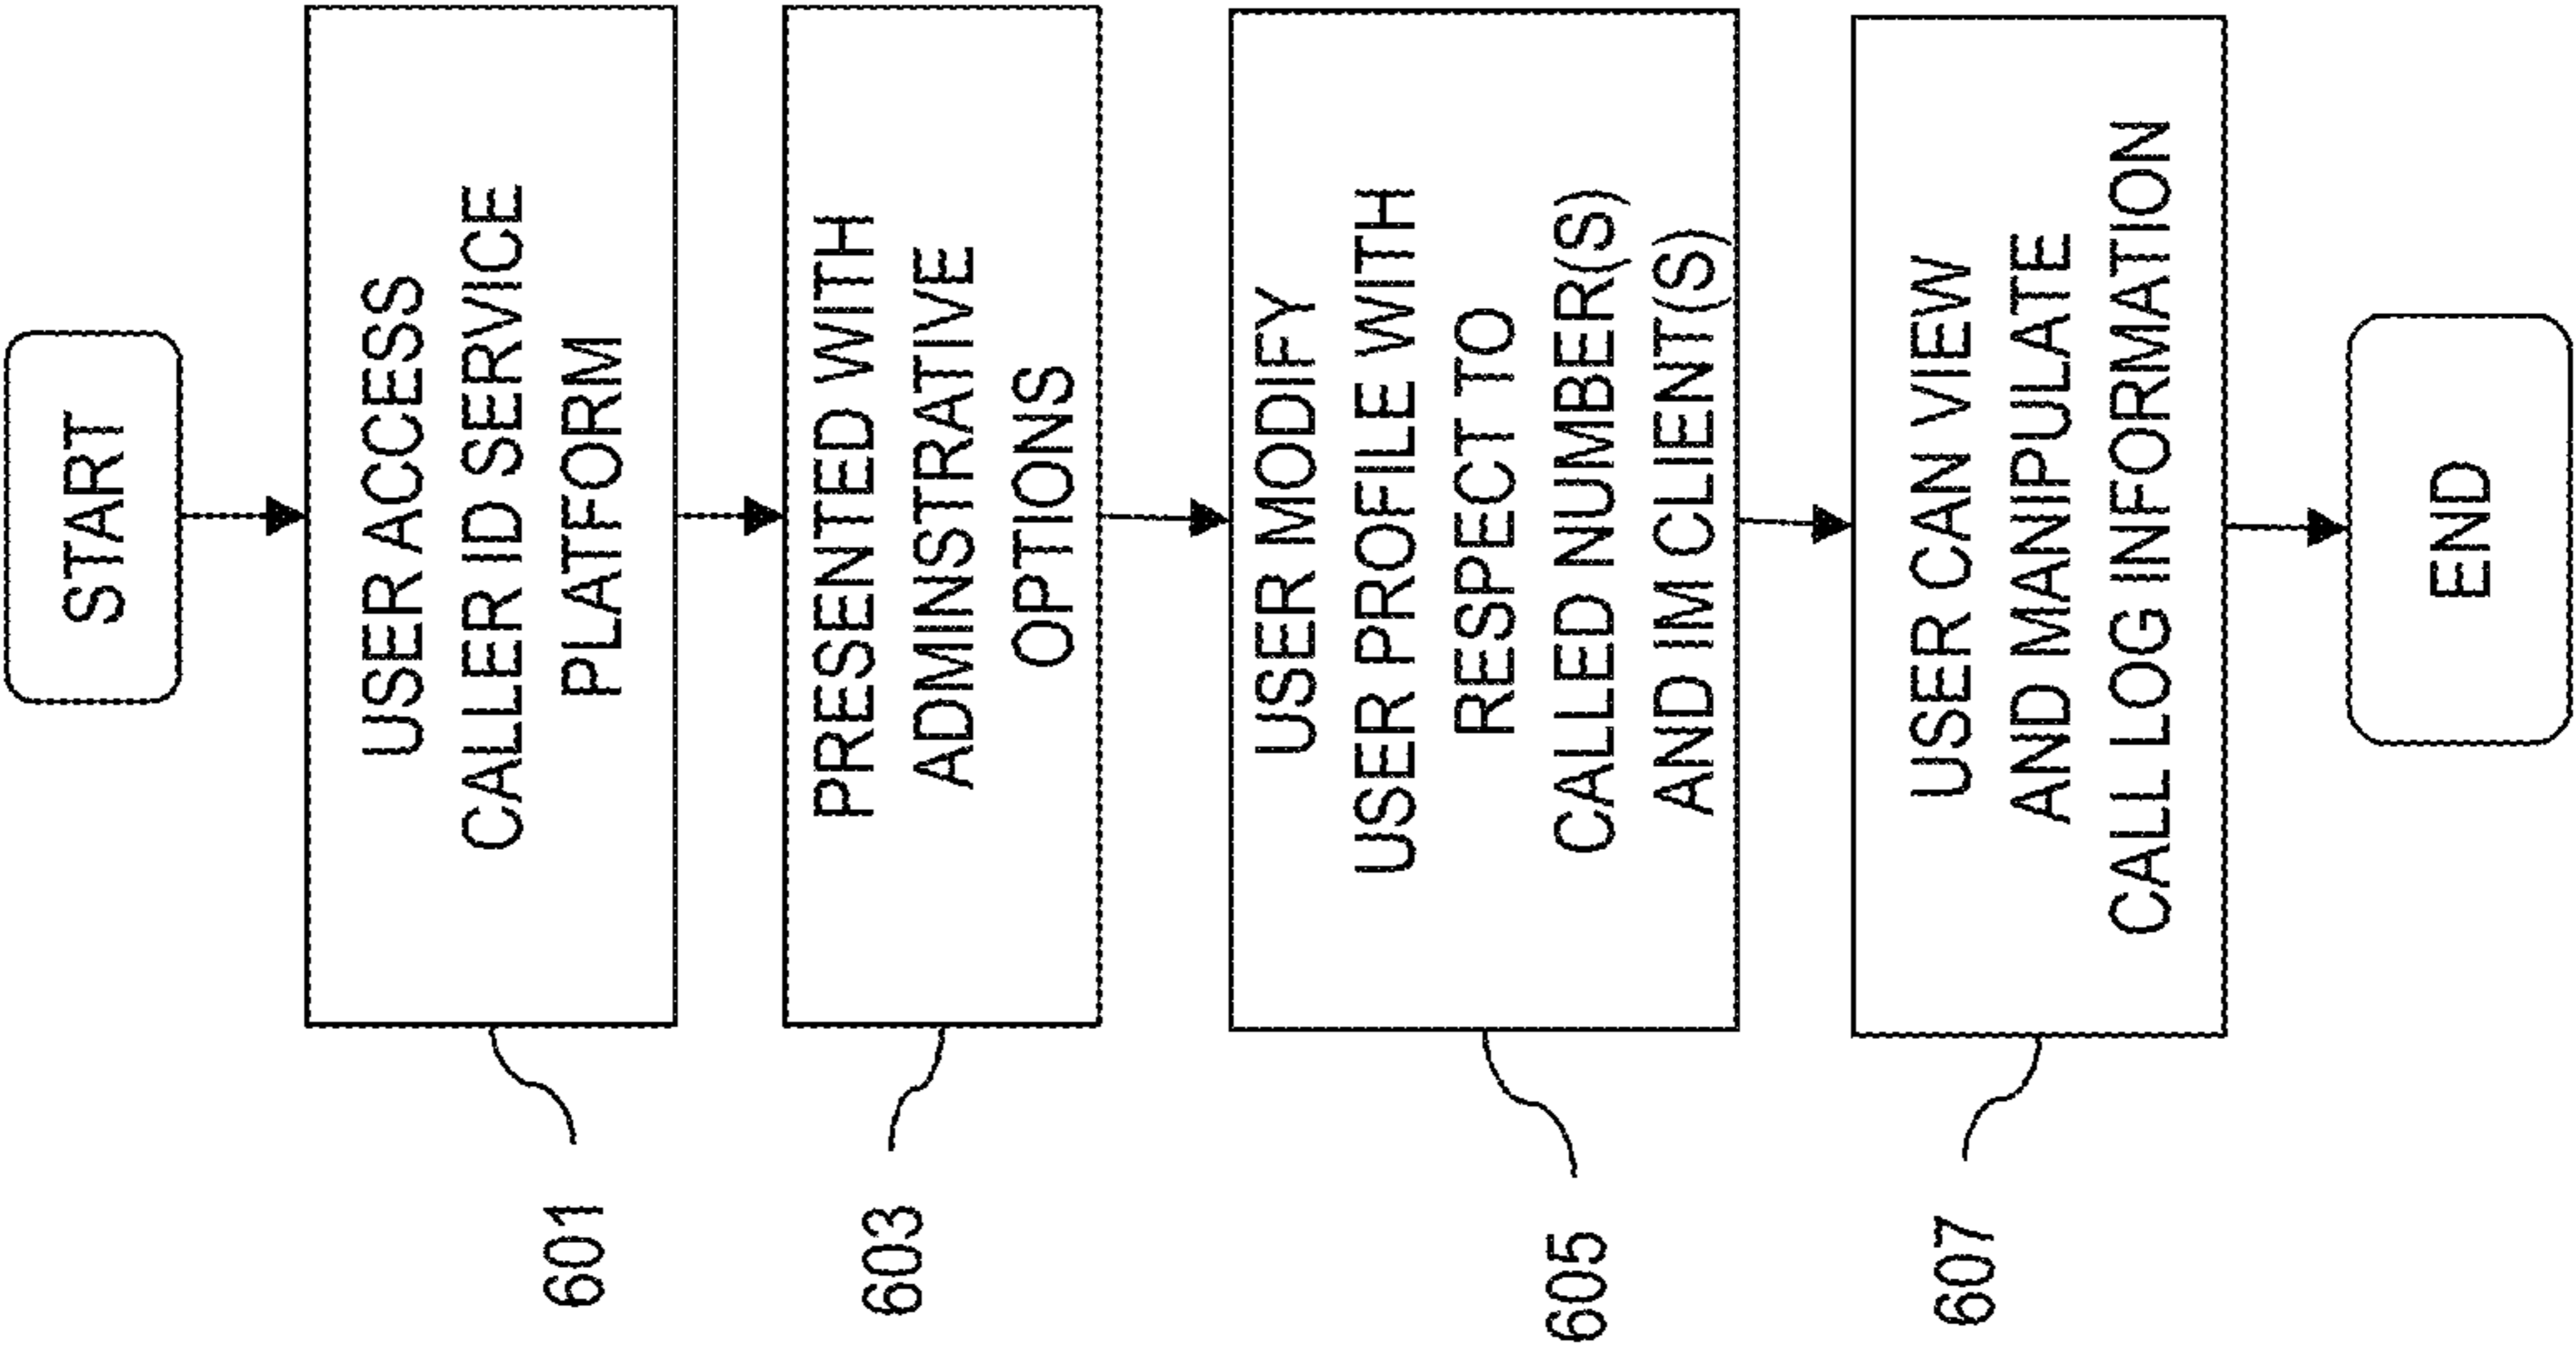 START
USER ACCESS
CALLER ID SERVICE
PLATFORM
601
PRESENTED WITH
ADMINSTRATIVE
OPTIONS
603
USER MODIFY
USER PROFILE WITH
RESPECT TO
CALLED NUMBER(S)
AND IM CLIENT(S)
605
USER CAN VIEW
AND MANIPULATE
CALL LOG INFORMATION
607
END